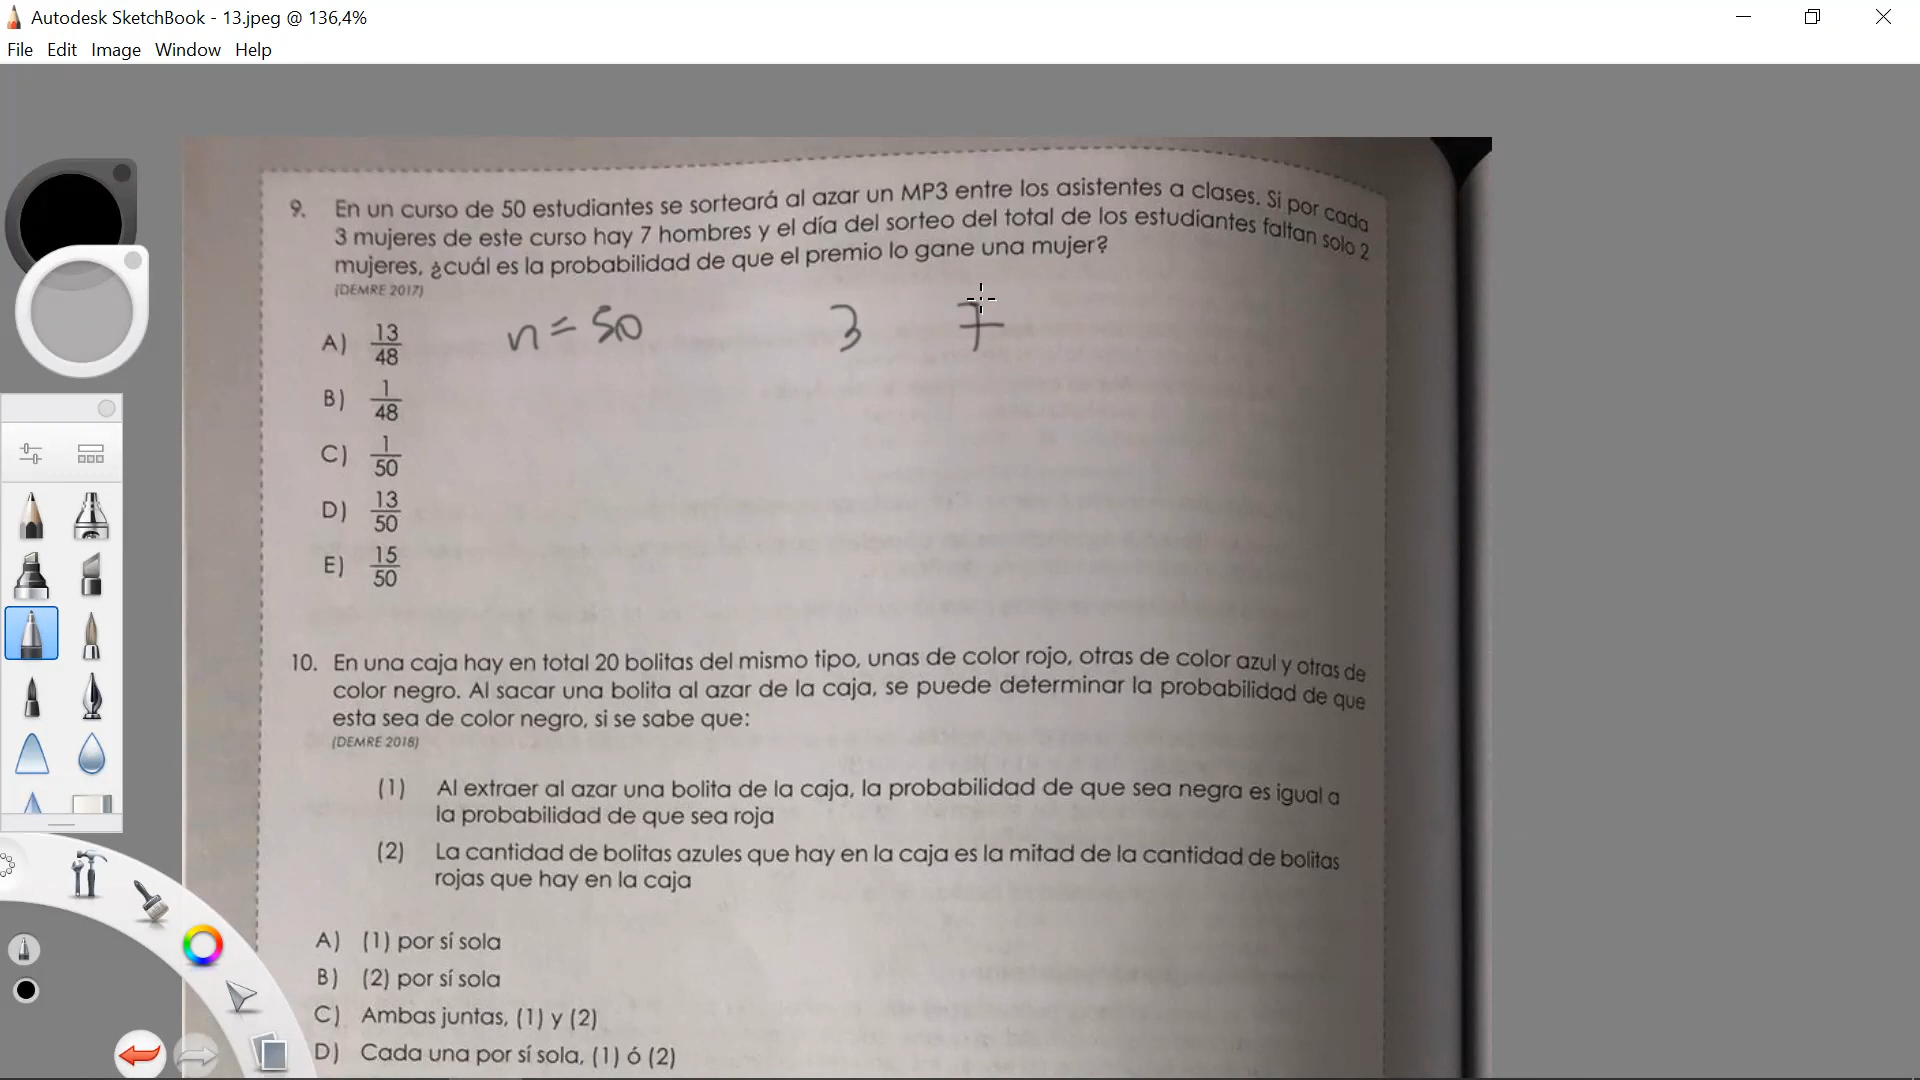 Autodesk SketchBook - 13.jpeg @ 136,4%
File Edit Image Window Help
9. En un curso de 50 estudiantes se sorteará al azar un MP3 entre los asistentes a clases. Si por cada
3 mujeres de este curso hay 7 hombres y el día del sorteo del total de los estudiantes faltan solo 2
mujeres, ¿cuál es la probabilidad de que el premio lo gane una mujer?
(DEMRE 2017)
n = 50 3 7
A) 13/48
B) 1/48
C) 1/50
D) 13/50
E) 15/50
10. En una caja hay en total 20 bolitas del mismo tipo, unas de color rojo, otras de color azul y otras de
color negro. Al sacar una bolita al azar de la caja, se puede determinar la probabilidad de que
esta sea de color negro, si se sabe que:
(DEMRE 2018)
(1) Al extraer al azar una bolita de la caja, la probabilidad de que sea negra es igual a
la probabilidad de que sea roja
(2) La cantidad de bolitas azules que hay en la caja es la mitad de la cantidad de bolitas
rojas que hay en la caja
A) (1) por sí sola
B) (2) por sí sola
C) Ambas juntas, (1) y (2)
D) Cada una por sí sola, (1) ó (2)